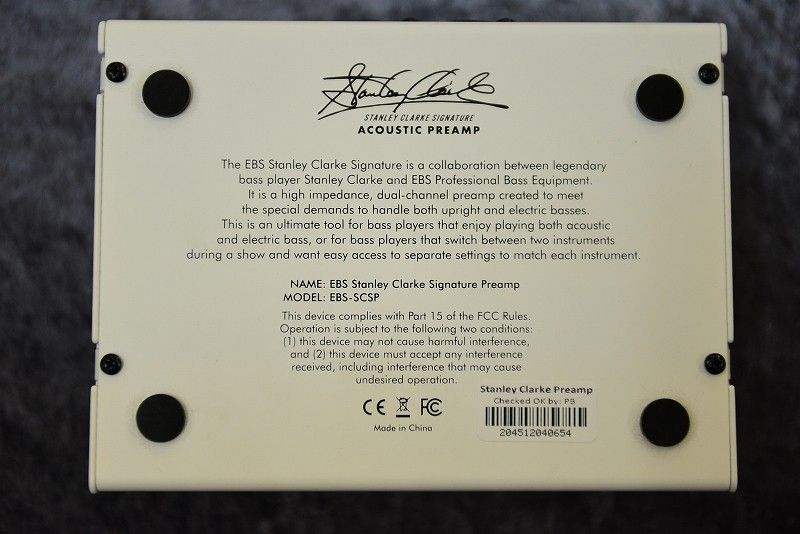 Stanley Clarke
STANLEY CLARKE SIGNATURE
ACOUSTIC PREAMP
The EBS Stanley Clarke Signature is a collaboration between legendary
bass player Stanley Clarke and EBS Professional Bass Equipment.
It is a high impedance, dual-channel preamp created to meet
the special demands to handle both upright and electric basses.
This is an ultimate tool for bass players that enjoy playing both acoustic
and electric bass, or for bass players that switch between two instruments
during a show and want easy access to separate settings to match each instrument.
NAME: EBS Stanley Clarke Signature Preamp
MODEL: EBS-SCSP
This device complies with Part 15 of the FCC Rules.
Operation is subject to the following two conditions:
(1) this device may not cause harmful interference,
and (2) this device must accept any interference
received, including interference that may cause
undesired operation.
CE FC
Made in China
Stanley Clarke Preamp
Checked OK by: PB
204512040654